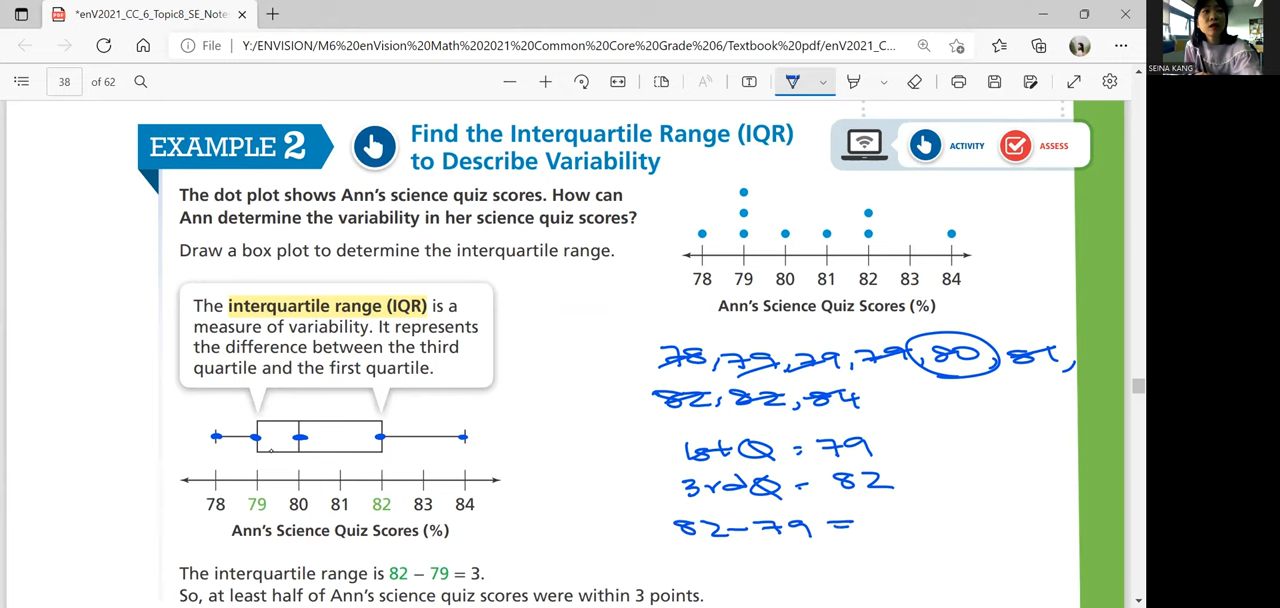 *enV2021_CC_6_Topic8_SE_Note
38
of 62
File
Y:/ENVISION/M6%20enVision%20Math%202021%20Common%20Core%20Grade%206/Textbook%20pdf/enV2021_C...
SEINA KANG
EXAMPLE 2
Find the Interquartile Range (IQR)
to Describe Variability
ACTIVITY
ASSESS
The dot plot shows Ann's science quiz scores. How can
Ann determine the variability in her science quiz scores?
Draw a box plot to determine the interquartile range.
78 79 80 81 82 83 84
Ann's Science Quiz Scores (%)
The interquartile range (IQR) is a
measure of variability. It represents
the difference between the third
quartile and the first quartile.
78, 79, 79, 79, 80, 81,
82, 82, 84
1st Q = 79
3rd Q = 82
82 - 79 =
78 79 80 81 82 83 84
Ann's Science Quiz Scores (%)
The interquartile range is 82 − 79 = 3.
So, at least half of Ann's science quiz scores were within 3 points.